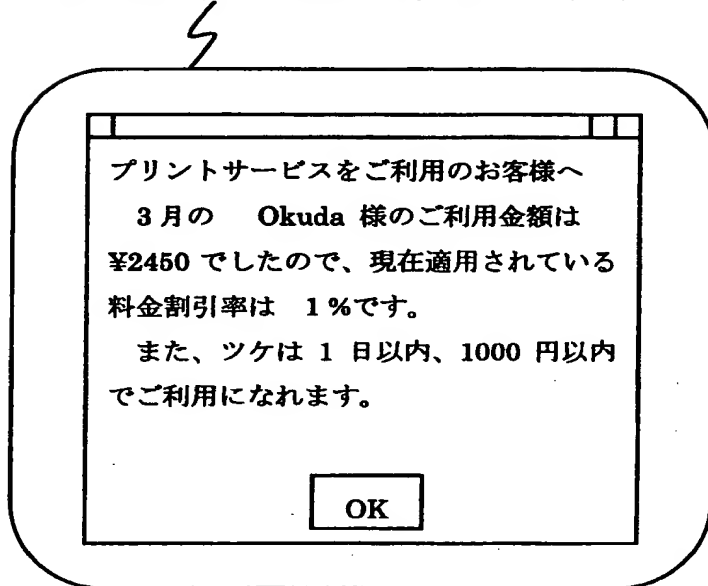 プリントサービスをご利用のお客様へ
3月の Okuda 様のご利用金額は
¥2450 でしたので、現在適用されている
料金割引率は 1%です。
また、ツケは 1 日以内、1000 円以内
でご利用になれます。
OK